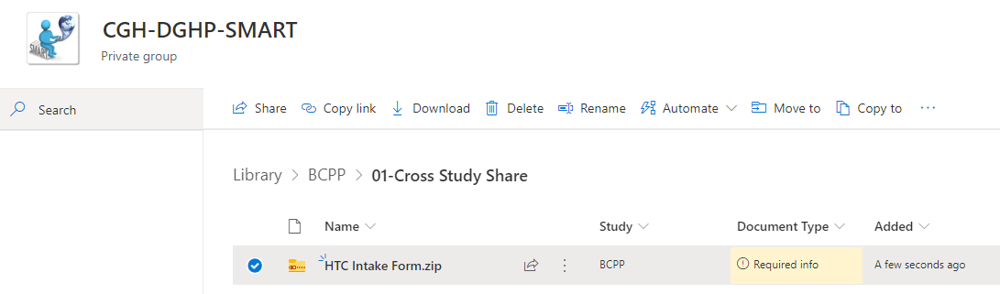 CGH-DGHP-SMART
Private group
SMART
Search
Share Copy link Download Delete Rename Automate Move to Copy to ...
Library > BCPP > 01-Cross Study Share
Name Study Document Type Added
HTC Intake Form.zip BCPP Required info A few seconds ago